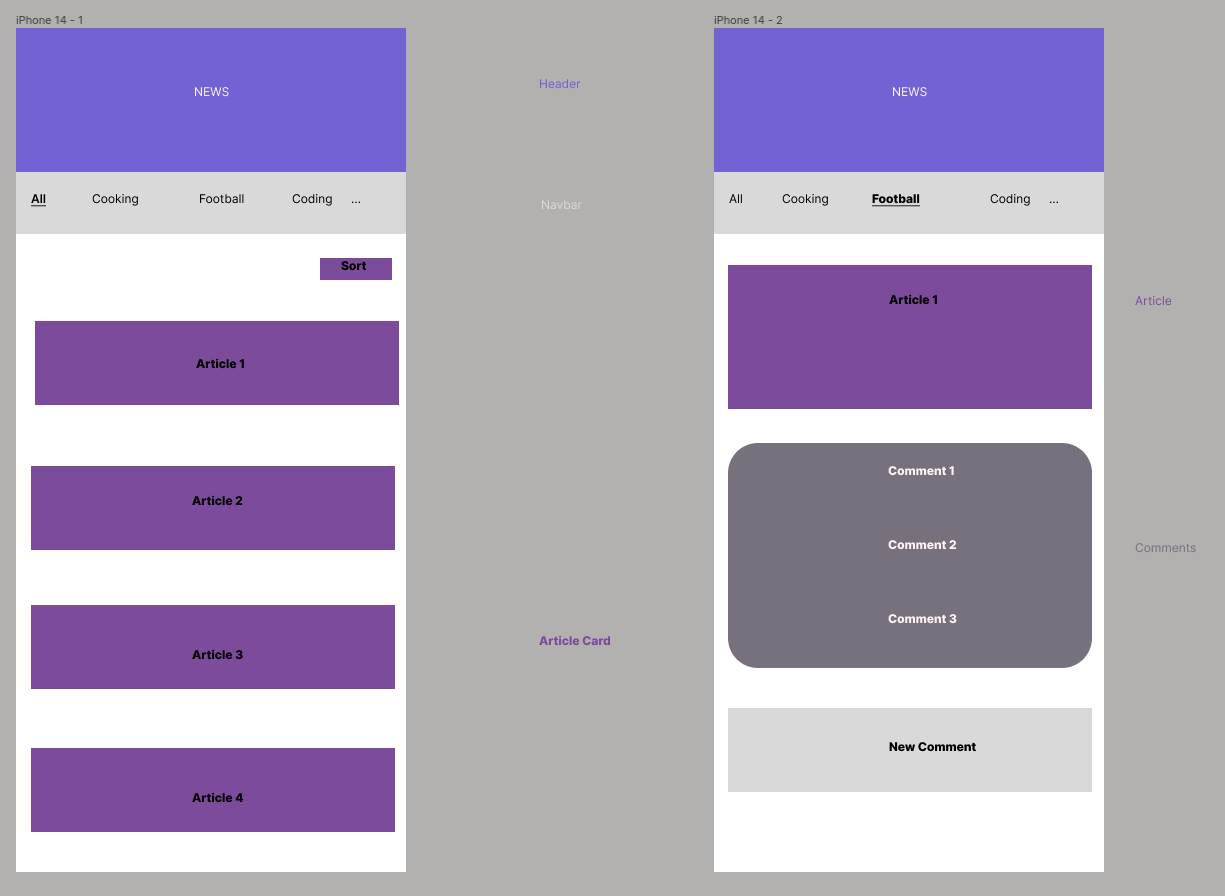 iPhone 14 - 1
NEWS
All Cooking Football Coding ...
Sort
Article 1
Article 2
Article 3
Article 4
Header
Navbar
Article Card
iPhone 14 - 2
NEWS
All Cooking Football Coding ...
Article 1
Comment 1
Comment 2
Comment 3
New Comment
Article
Comments